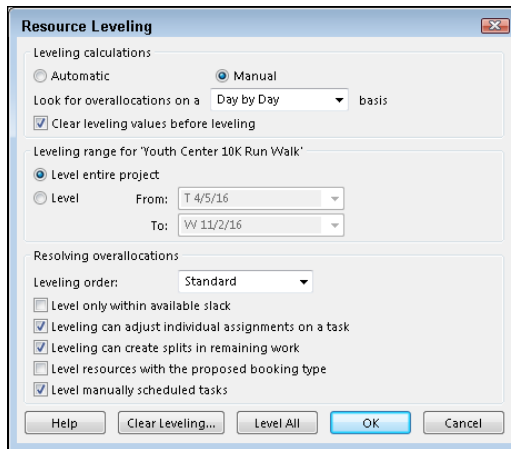 Resource Leveling
Leveling calculations
Automatic Manual
Look for overallocations on a Day by Day basis
Clear leveling values before leveling
Leveling range for 'Youth Center 10K Run Walk'
Level entire project
Level From: T 4/5/16
To: W 11/2/16
Resolving overallocations
Leveling order: Standard
Level only within available slack
Leveling can adjust individual assignments on a task
Leveling can create splits in remaining work
Level resources with the proposed booking type
Level manually scheduled tasks
Help Clear Leveling... Level All OK Cancel